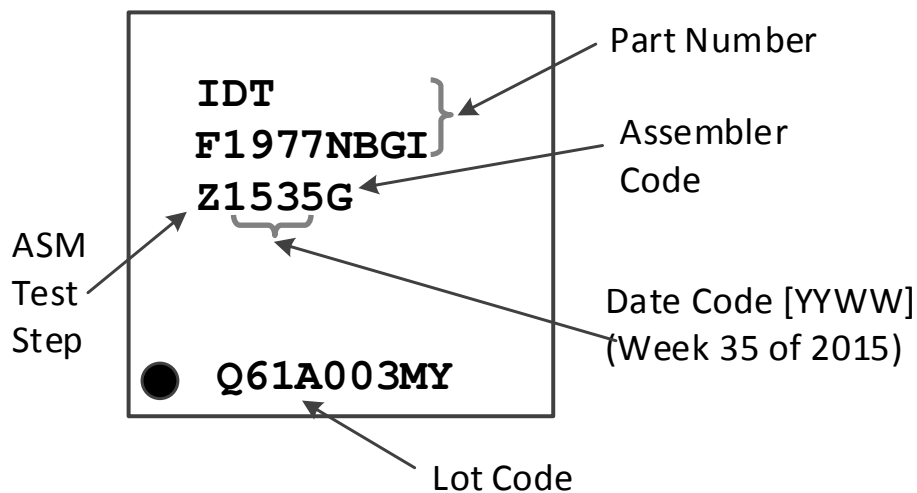 IDT
F1977NBGI
Z1535G
Q61A003MY
Part Number
Assembler
Code
Date Code [YYWW]
(Week 35 of 2015)
ASM
Test
Step
Lot Code